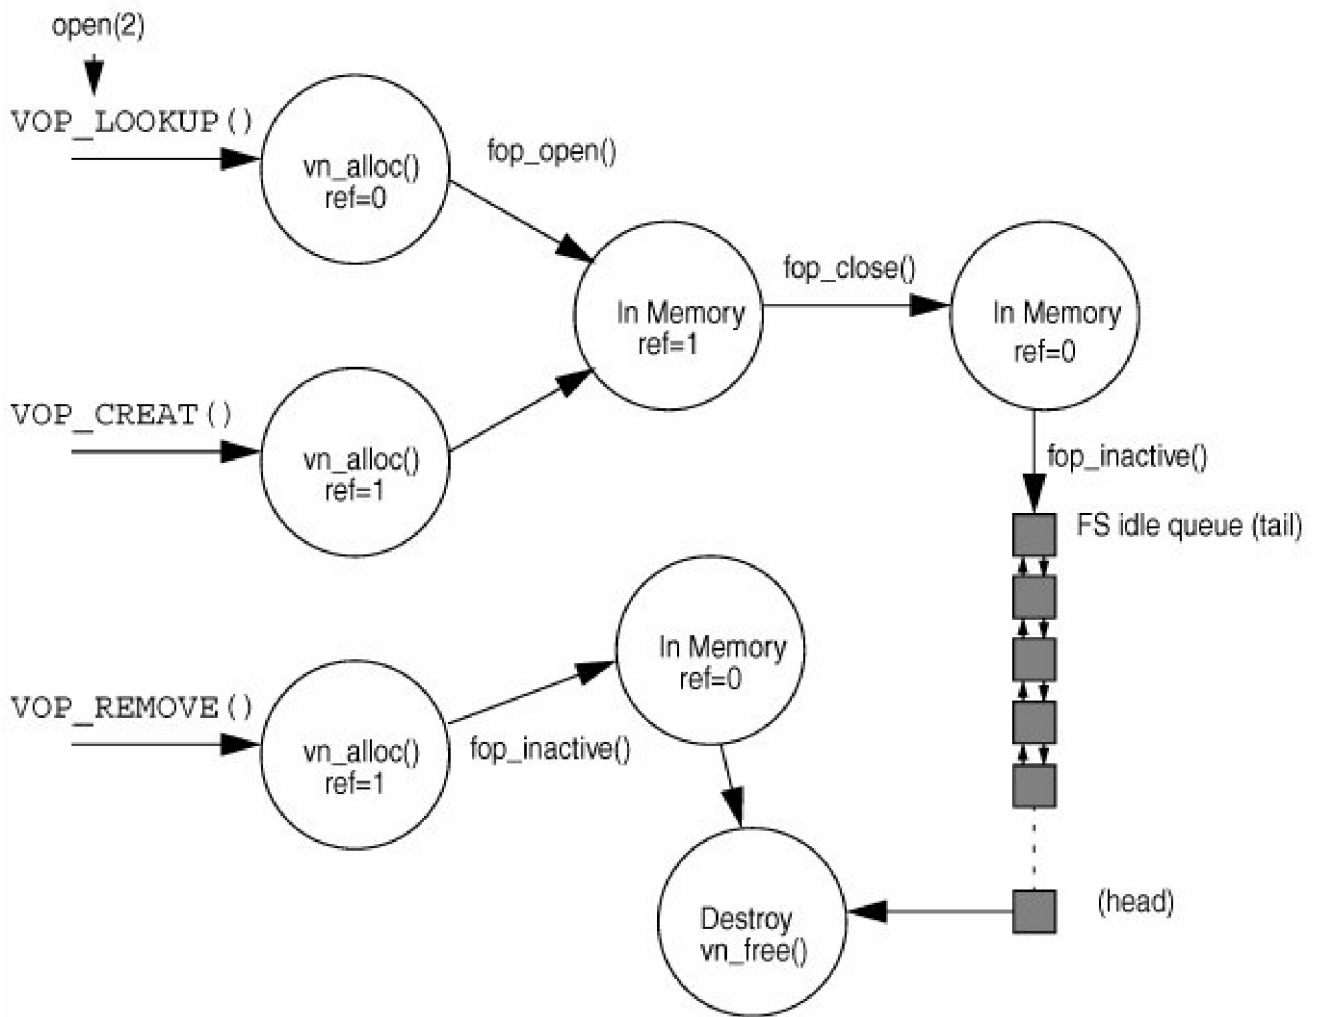 open(2)
VOP_LOOKUP()
vn_alloc()
ref=0
fop_open()
In Memory
ref=1
fop_close()
In Memory
ref=0
VOP_CREAT()
vn_alloc()
ref=1
fop_inactive()
FS idle queue (tail)
In Memory
ref=0
VOP_REMOVE()
vn_alloc()
ref=1
fop_inactive()
(head)
Destroy
vn_free()